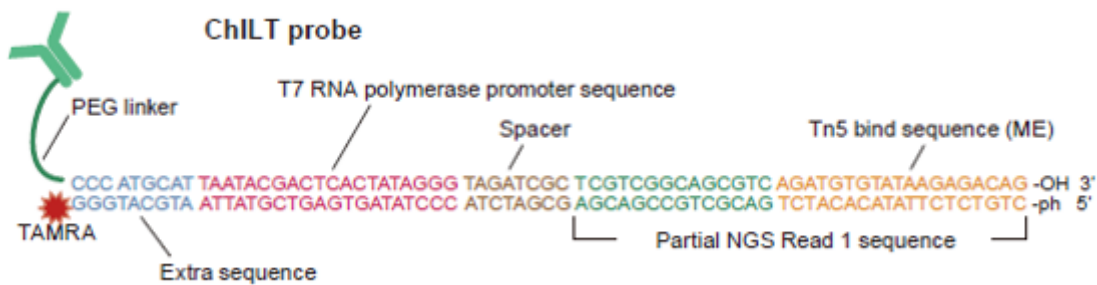 ChILT probe
T7 RNA polymerase promoter sequence
PEG linker
Spacer
Tn5 bind sequence (ME)
CCC ATGCAT TAATACGACTCACTATAGGG TAGATCGC TCGTCGGCAGCGTC AGATGTGTATAAGAGACAG -OH 3'
GGGTACGTA ATTATGCTGAGTGATATCCC ATCTAGCG AGCAGCCGTCGCAG TCTACACATATTCTCTGTC -ph 5'
TAMRA
Partial NGS Read 1 sequence
Extra sequence